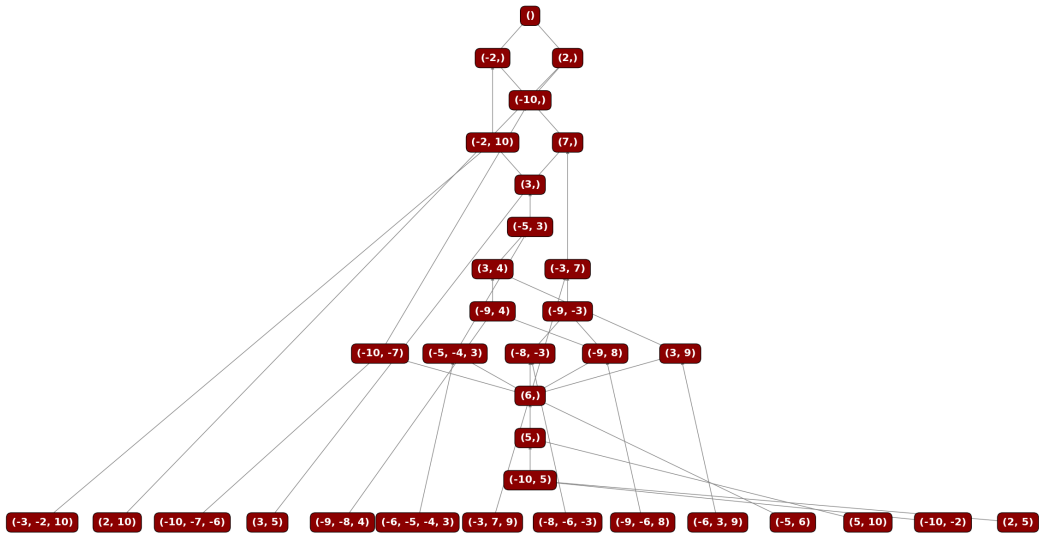 ()
(-2,) (2,)
(-10,)
(-2, 10) (7,)
(3,)
(-5, 3)
(3, 4) (-3, 7)
(-9, 4) (-9, -3)
(-10, -7) (-5, -4, 3) (-8, -3) (-9, 8) (3, 9)
(6,)
(5,)
(-10, 5)
(-3, -2, 10) (2, 10) (-10, -7, -6) (3, 5) (-9, -8, 4) (-6, -5, -4, 3) (-3, 7, 9) (-8, -6, -3) (-9, -6, 8) (-6, 3, 9) (-5, 6) (5, 10) (-10, -2) (2, 5)